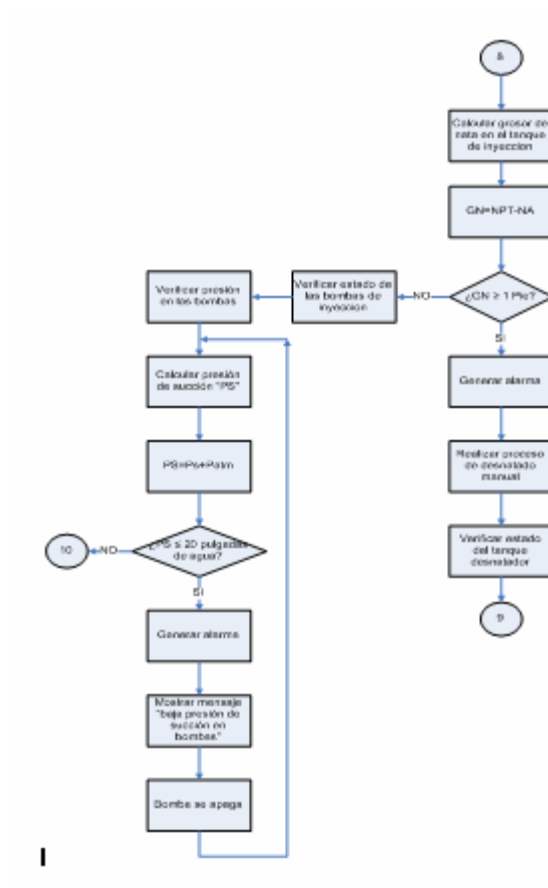 8
Calcular grosor de
nata en el tanque
de inyeccion
GN=NPT-NA
¿GN ≥ 1 Pie?
NO
SI
Verificar estado de
las bombas de
inyeccion
Verificar presión
en las bombas
Calcular presión
de succión "PS"
PS=Ps+Patm
¿PS ≤ 20 pulgadas
de agua?
NO
10
SI
Generar alarma
Mostrar mensaje
"baja presión de
succión en
bombas"
Bomba se apaga
Generar alarma
Realizar proceso
de desnatado
manual
Verificar estado
del tanque
desnatador
9
I